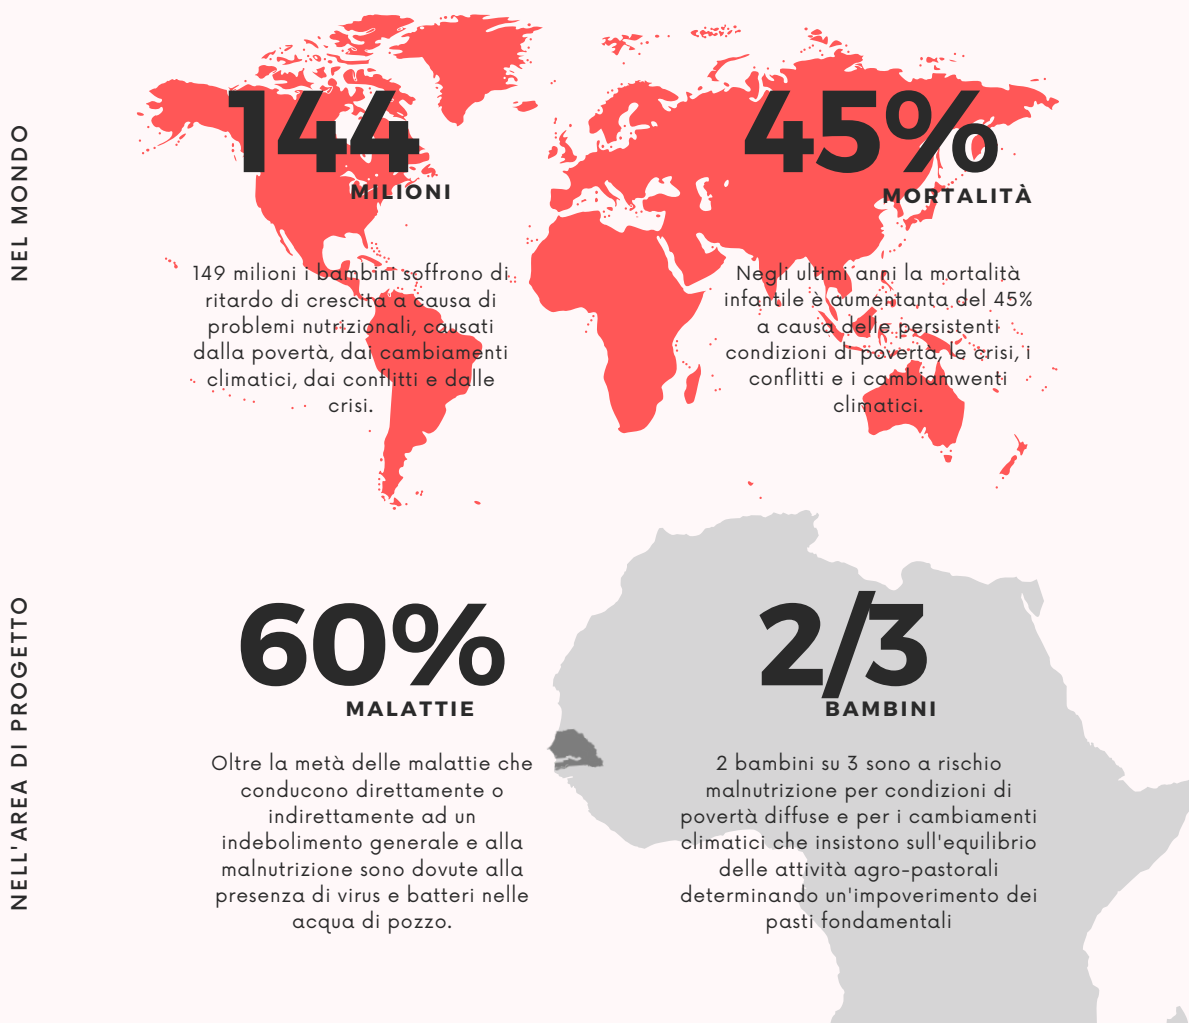 NEL MONDO
144
MILIONI
149 milioni i bambini soffrono di
ritardo di crescita a causa di
problemi nutrizionali, causati
dalla povertà, dai cambiamenti
climatici, dai conflitti e dalle
crisi.
45%
MORTALITÀ
Negli ultimi anni la mortalità
infantile è aumentanta del 45%
a causa delle persistenti
condizioni di povertà, le crisi, i
conflitti e i cambiamwenti
climatici.
NELL'AREA DI PROGETTO
60%
MALATTIE
Oltre la metà delle malattie che
conducono direttamente o
indirettamente ad un
indebolimento generale e alla
malnutrizione sono dovute alla
presenza di virus e batteri nelle
acqua di pozzo.
2/3
BAMBINI
2 bambini su 3 sono a rischio
malnutrizione per condizioni di
povertà diffuse e per i cambiamenti
climatici che insistono sull'equilibrio
delle attività agro-pastorali
determinando un'impoverimento dei
pasti fondamentali